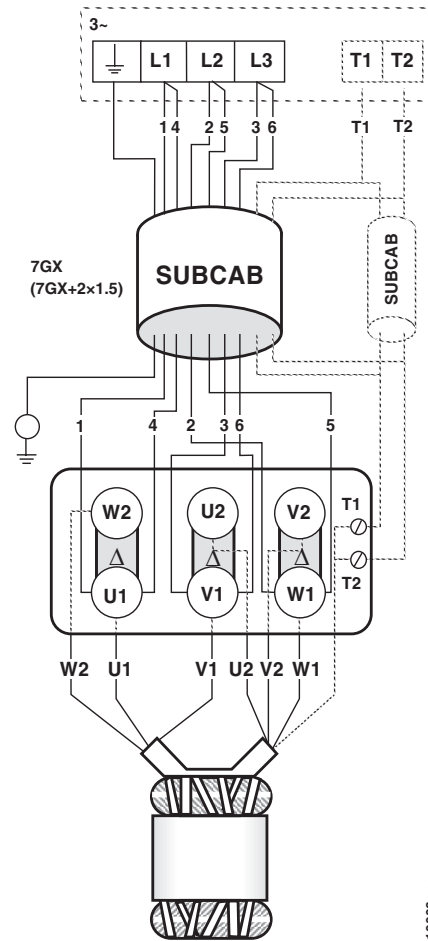 3~
L1 L2 L3 T1 T2
1 4 2 5 3 6 T1 T2
7GX
(7GX+2×1.5)
SUBCAB
SUBCAB
1 4 2 3 6 5
W2 U2 V2 T1
Δ Δ Δ
U1 V1 W1 T2
W2 U1 V1 U2 V2 W1